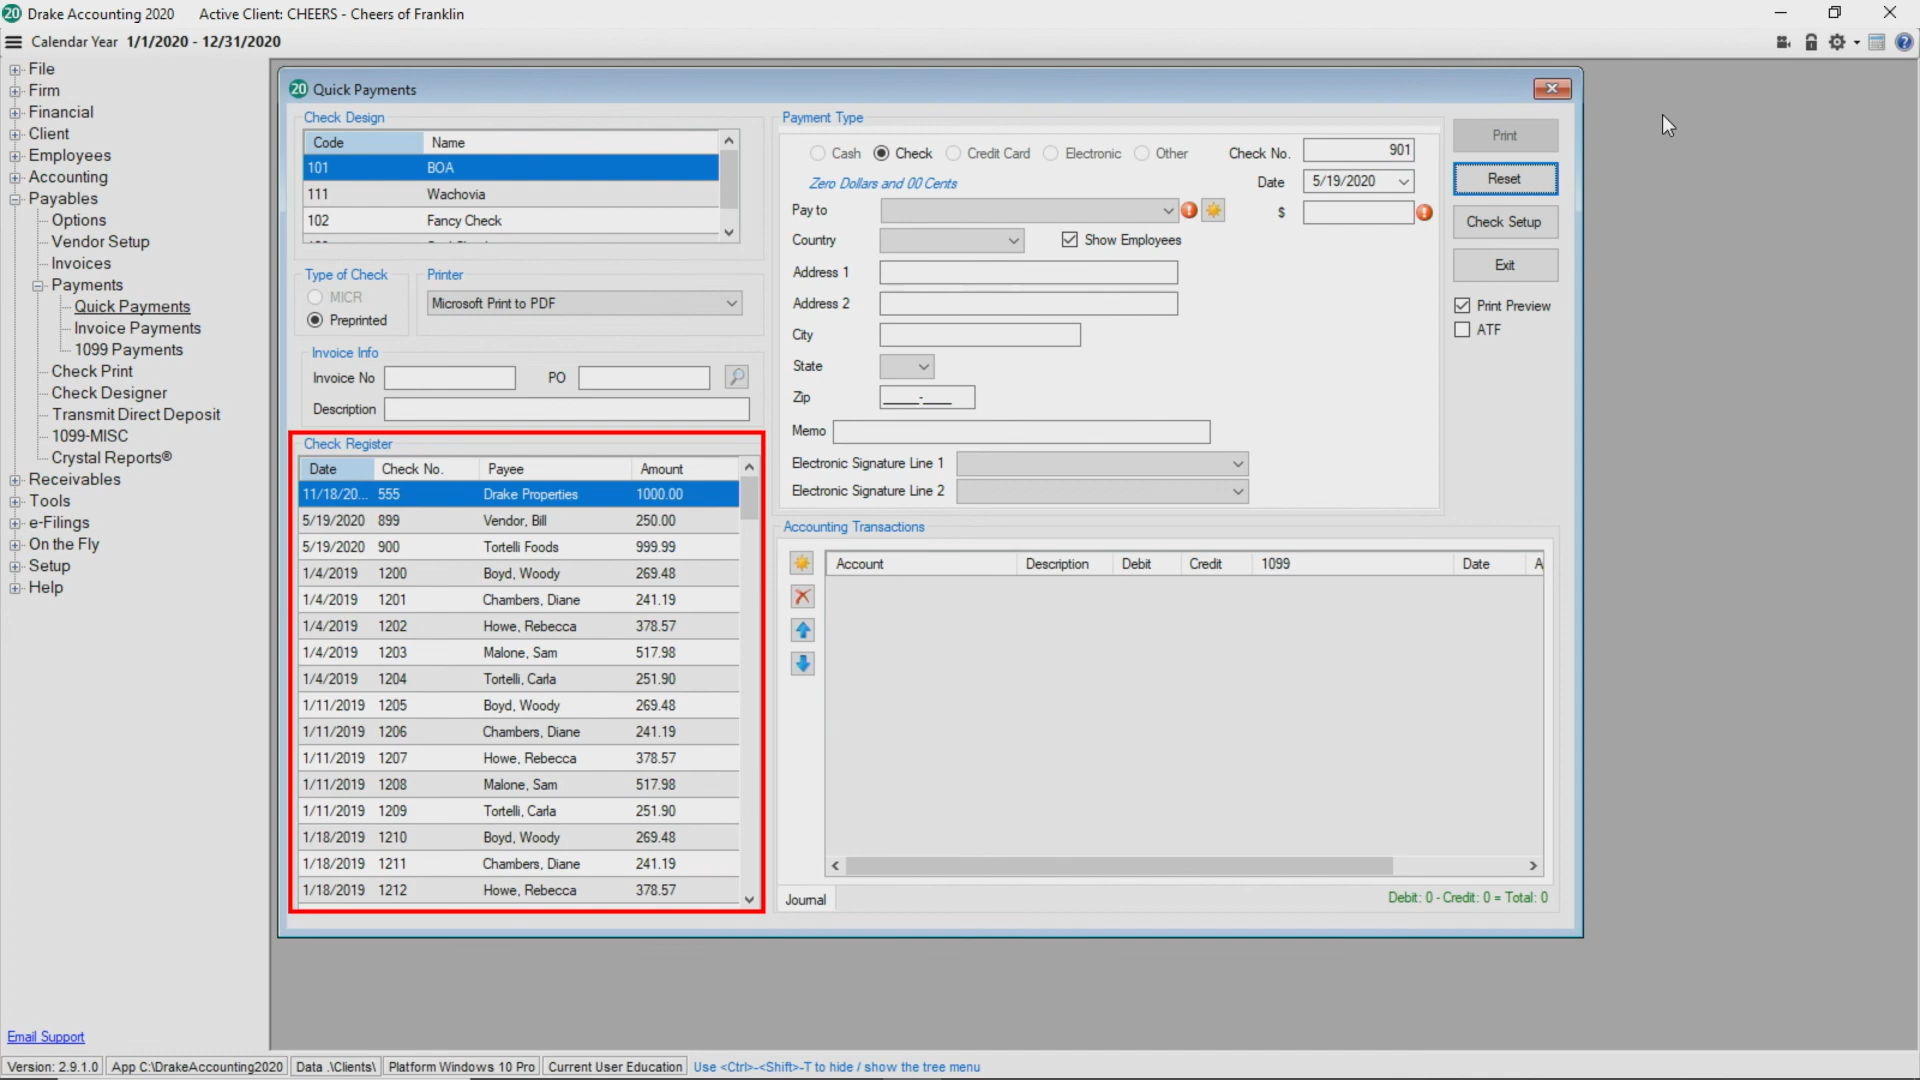 20 Drake Accounting 2020 Active Client: CHEERS - Cheers of Franklin
Calendar Year 1/1/2020 - 12/31/2020
File
Firm
Financial
Client
Employees
Accounting
Payables
Options
Vendor Setup
Invoices
Payments
Quick Payments
Invoice Payments
1099 Payments
Check Print
Check Designer
Transmit Direct Deposit
1099-MISC
Crystal Reports®
Receivables
Tools
e-Filings
On the Fly
Setup
Help
Email Support
20 Quick Payments
Check Design
Code Name
101 BOA
111 Wachovia
102 Fancy Check
Type of Check
MICR
Preprinted
Printer
Microsoft Print to PDF
Invoice Info
Invoice No PO
Description
Check Register
Date Check No. Payee Amount
11/18/20... 555 Drake Properties 1000.00
5/19/2020 899 Vendor, Bill 250.00
5/19/2020 900 Tortelli Foods 999.99
1/4/2019 1200 Boyd, Woody 269.48
1/4/2019 1201 Chambers, Diane 241.19
1/4/2019 1202 Howe, Rebecca 378.57
1/4/2019 1203 Malone, Sam 517.98
1/4/2019 1204 Tortelli, Carla 251.90
1/11/2019 1205 Boyd, Woody 269.48
1/11/2019 1206 Chambers, Diane 241.19
1/11/2019 1207 Howe, Rebecca 378.57
1/11/2019 1208 Malone, Sam 517.98
1/11/2019 1209 Tortelli, Carla 251.90
1/18/2019 1210 Boyd, Woody 269.48
1/18/2019 1211 Chambers, Diane 241.19
1/18/2019 1212 Howe, Rebecca 378.57
Payment Type
Cash Check Credit Card Electronic Other Check No. 901
Zero Dollars and 00 Cents Date 5/19/2020
Pay to $
Country Show Employees
Address 1
Address 2
City
State
Zip _____-____
Memo
Electronic Signature Line 1
Electronic Signature Line 2
Print
Reset
Check Setup
Exit
Print Preview
ATF
Accounting Transactions
Account Description Debit Credit 1099 Date A
Journal
Debit: 0 - Credit: 0 = Total: 0
Version: 2.9.1.0 App C:\DrakeAccounting2020 Data .\Clients\ Platform Windows 10 Pro Current User Education Use <Ctrl>-<Shift>-T to hide / show the tree menu